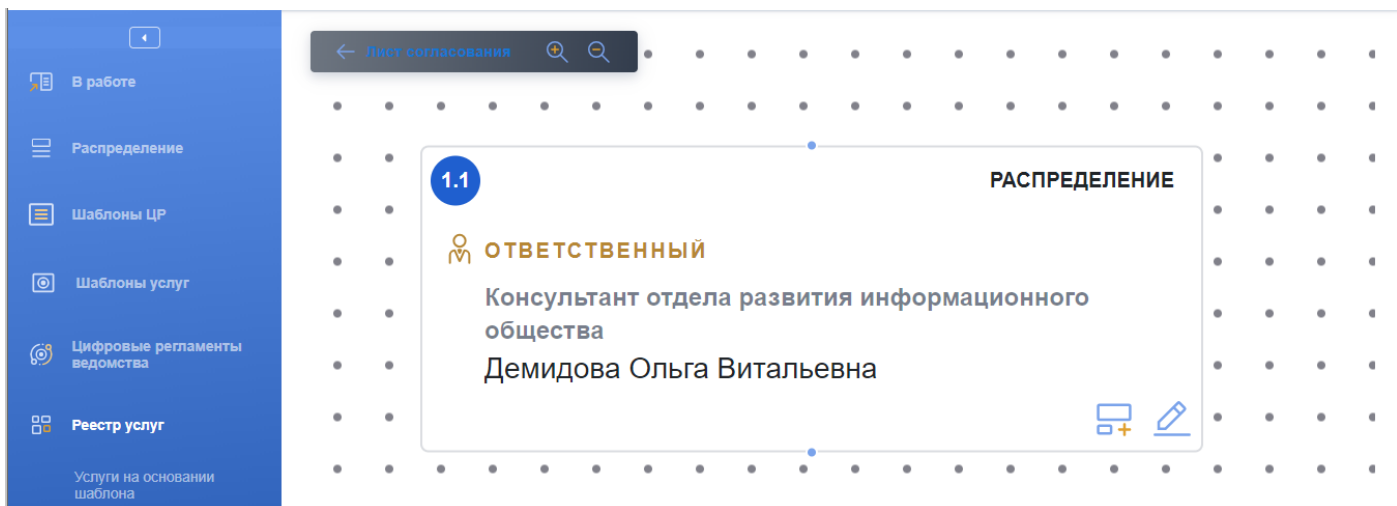 В работе
Распределение
Шаблоны ЦР
Шаблоны услуг
Цифровые регламенты
ведомства
Реестр услуг
Услуги на основании
шаблона
Лист согласования
1.1
РАСПРЕДЕЛЕНИЕ
ОТВЕТСТВЕННЫЙ
Консультант отдела развития информационного
общества
Демидова Ольга Витальевна